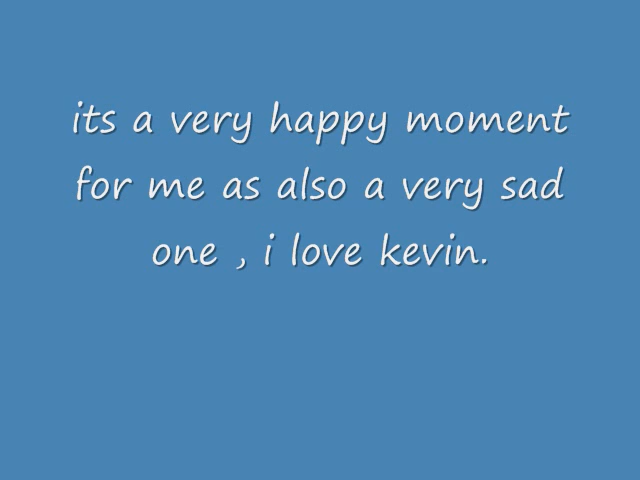 its a very happy moment
for me as also a very sad
one , i love kevin.